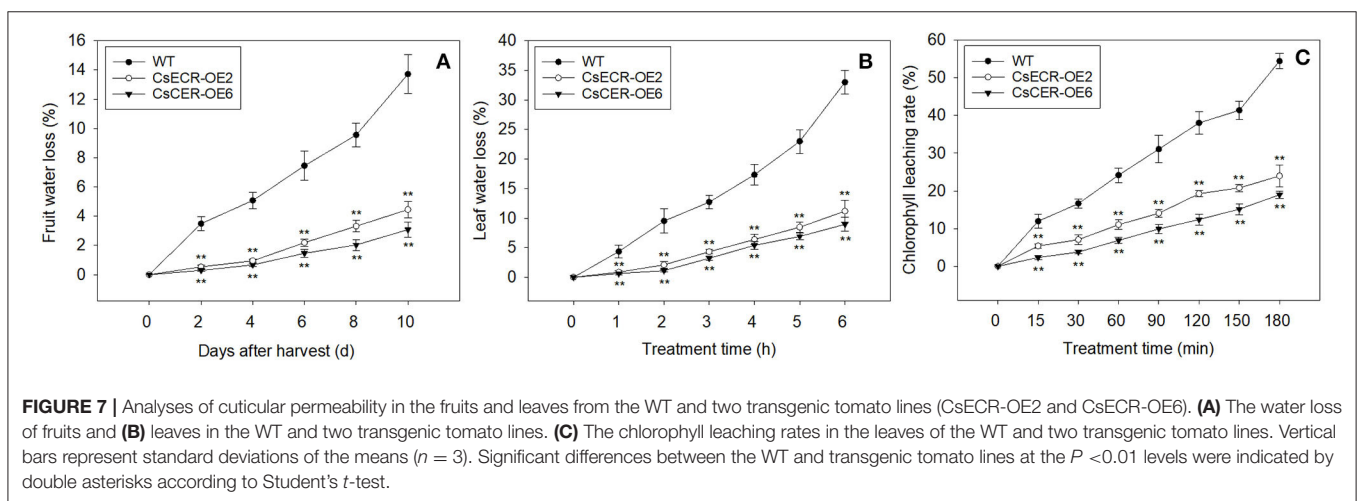 A
WT
CsECR-OE2
CsCER-OE6
Fruit water loss (%)
16
14
12
10
8
6
4
2
0
** ** ** ** **
** ** ** ** **
0 2 4 6 8 10
Days after harvest (d)
B
WT
CsECR-OE2
CsCER-OE6
Leaf water loss (%)
40
35
30
25
20
15
10
5
0
** ** ** ** ** **
** ** ** ** ** **
0 1 2 3 4 5 6
Treatment time (h)
C
WT
CsECR-OE2
CsCER-OE6
Chlorophyll leaching rate (%)
60
50
40
30
20
10
0
** ** ** ** ** ** **
** ** ** ** ** ** **
0 15 30 60 90 120 150 180
Treatment time (min)
FIGURE 7 | Analyses of cuticular permeability in the fruits and leaves from the WT and two transgenic tomato lines (CsECR-OE2 and CsECR-OE6). (A) The water loss
of fruits and (B) leaves in the WT and two transgenic tomato lines. (C) The chlorophyll leaching rates in the leaves of the WT and two transgenic tomato lines. Vertical
bars represent standard deviations of the means (n = 3). Significant differences between the WT and transgenic tomato lines at the P <0.01 levels were indicated by
double asterisks according to Student's t-test.